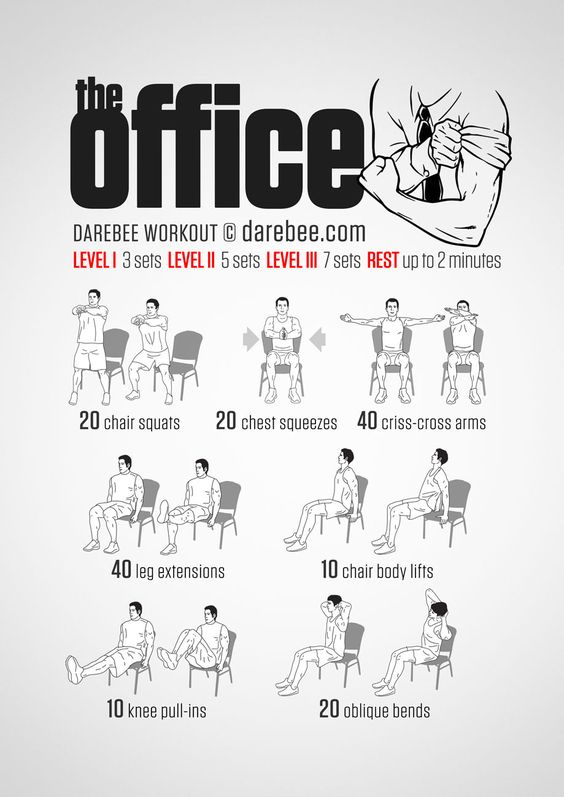 the
office
DAREBEE WORKOUT © darebee.com
LEVEL I 3 sets LEVEL II 5 sets LEVEL III 7 sets REST up to 2 minutes
20 chair squats
20 chest squeezes
40 criss-cross arms
40 leg extensions
10 chair body lifts
10 knee pull-ins
20 oblique bends